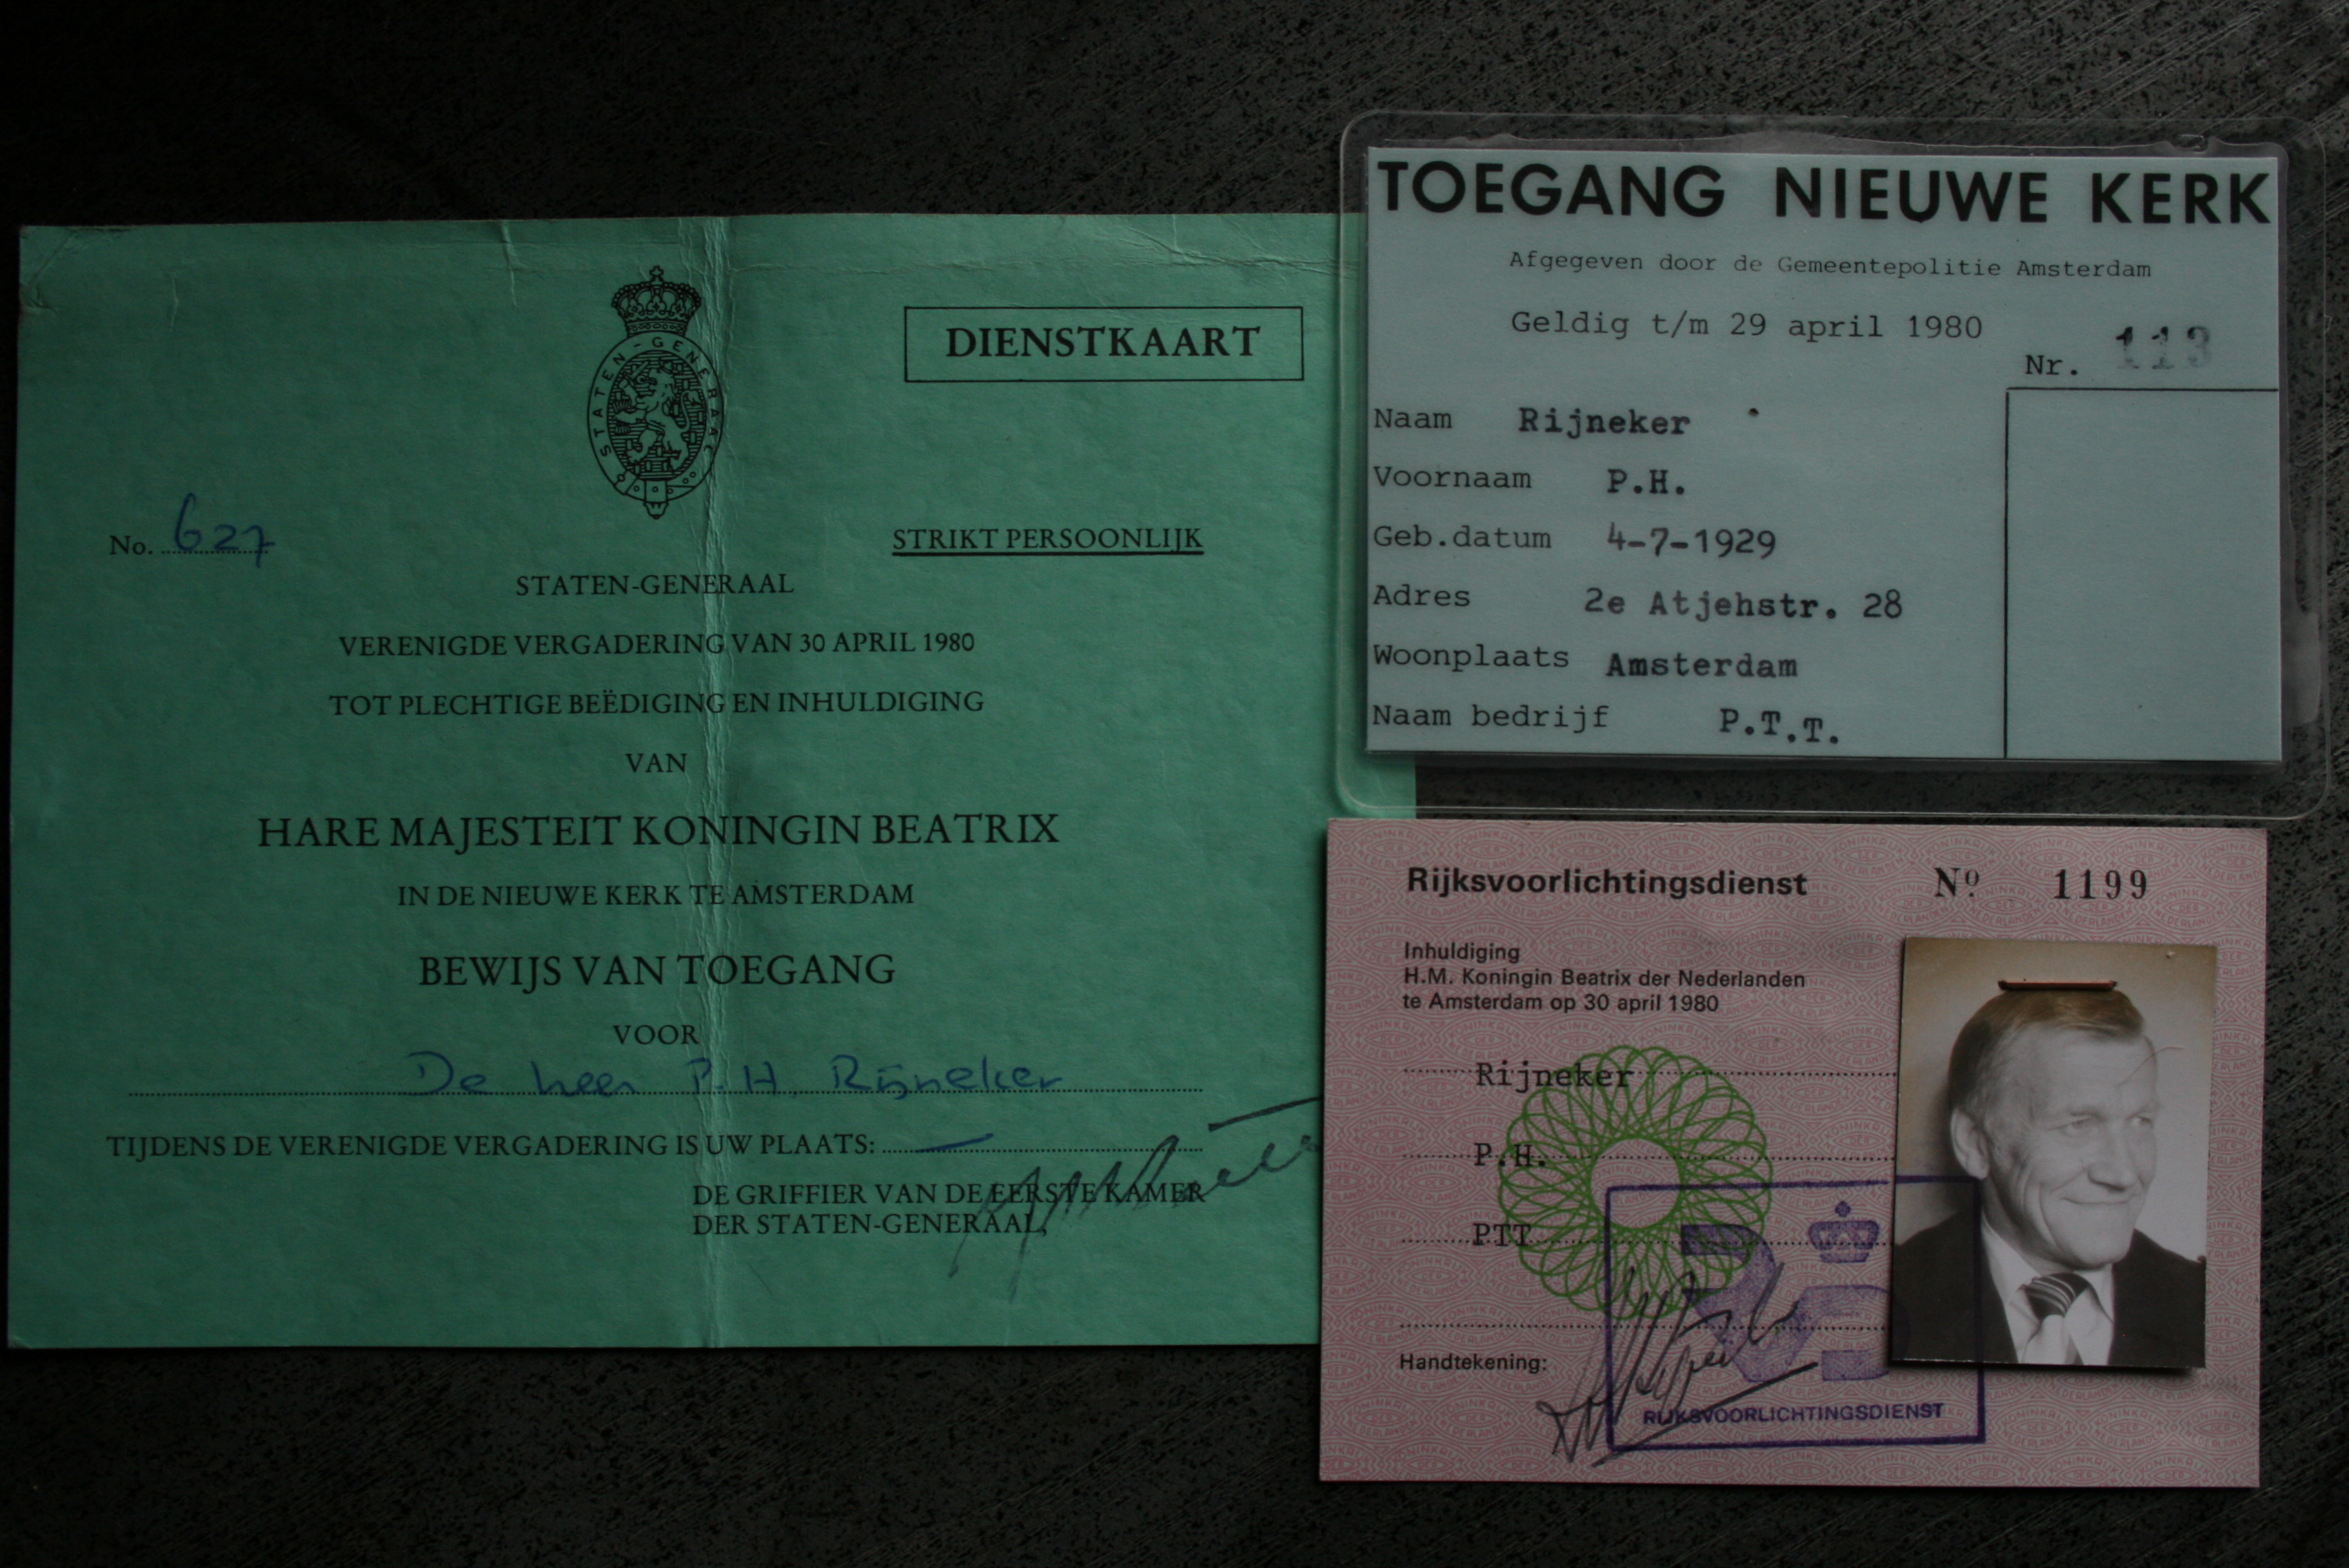 STATEN-GENERAAL
DIENSTKAART
No. 627
STRIKT PERSOONLIJK
STATEN-GENERAAL
VERENIGDE VERGADERING VAN 30 APRIL 1980
TOT PLECHTIGE BEËDIGING EN INHULDIGING
VAN
HARE MAJESTEIT KONINGIN BEATRIX
IN DE NIEUWE KERK TE AMSTERDAM
BEWIJS VAN TOEGANG
VOOR
De heer P.H. Rijneker
TIJDENS DE VERENIGDE VERGADERING IS UW PLAATS: —
DE GRIFFIER VAN DE EERSTE KAMER
DER STATEN-GENERAAL,
TOEGANG NIEUWE KERK
Afgegeven door de Gemeentepolitie Amsterdam
Geldig t/m 29 april 1980
Nr. 113
Naam Rijneker
Voornaam P.H.
Geb.datum 4-7-1929
Adres 2e Atjehstr. 28
Woonplaats Amsterdam
Naam bedrijf P.T.T.
Rijksvoorlichtingsdienst Nº 1199
Inhuldiging
H.M. Koningin Beatrix der Nederlanden
te Amsterdam op 30 april 1980
Rijneker
P.H.
PTT
Handtekening:
RIJKSVOORLICHTINGSDIENST